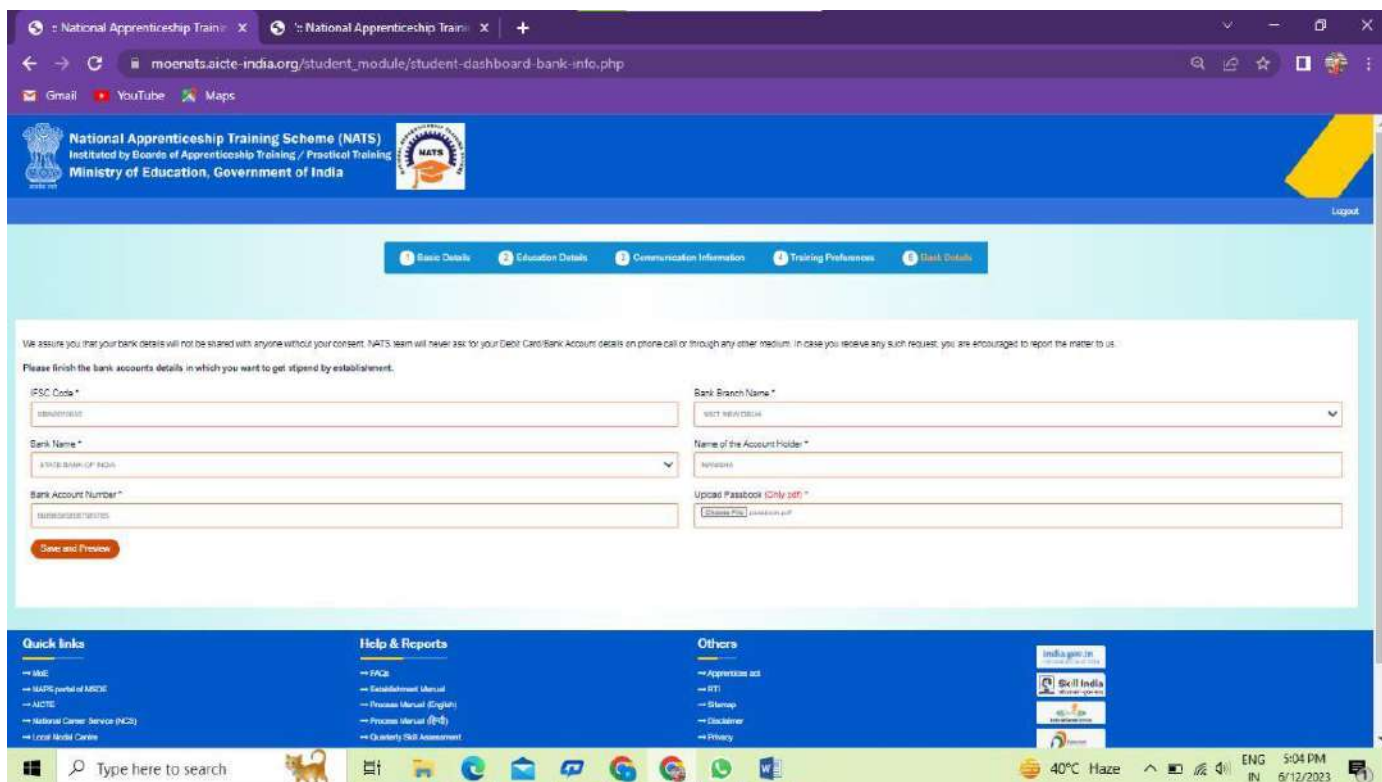 :: National Apprenticeship Train
':: National Apprenticeship Train
moenats.aicte-india.org/student_module/student-dashboard-bank-info.php
Gmail YouTube Maps
National Apprenticeship Training Scheme (NATS)
Instituted by Boards of Apprenticeship Training / Practical Training
Ministry of Education, Government of India
NATS
Logout
1 Basic Details 2 Education Details 3 Communication Information 4 Training Preferences 5 Bank Details
We assure you that your bank details will not be shared with anyone without your consent. NATS team will never ask for your Debit Card/Bank Account details on phone call or through any other medium. In case you receive any such request, you are encouraged to report the matter to us.
Please finish the bank accounts details in which you want to get stipend by establishment.
IFSC Code * Bank Branch Name *
NSIT NEW DELHI
Bank Name * Name of the Account Holder *
STATE BANK OF INDIA
Bank Account Number * Upload Passbook (Only pdf) *
Choose File passbook.pdf
Save and Preview
Quick links Help & Reports Others
MoE FAQs Apprentices act
NAPS portal of MSDE Establishment Manual RTI
AICTE Process Manual (English) Sitemap
National Career Service (NCS) Process Manual (हिन्दी) Disclaimer
Local Nodal Centre Quarterly Skill Assessment Privacy
india.gov.in
Skill India
Type here to search
40°C Haze
ENG 5:04 PM
IN 6/12/2023